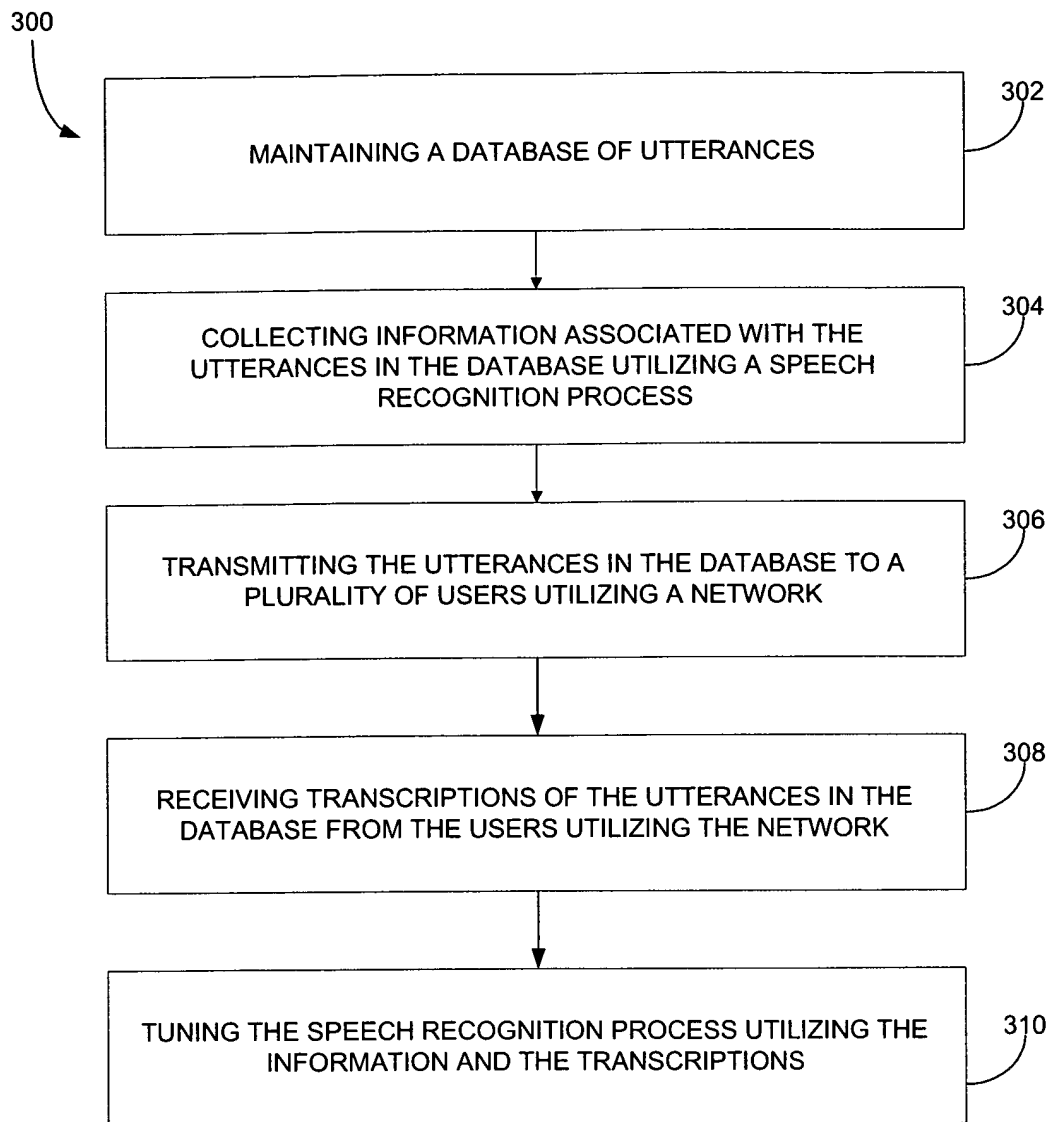 300
302
MAINTAINING A DATABASE OF UTTERANCES
304
COLLECTING INFORMATION ASSOCIATED WITH THE
UTTERANCES IN THE DATABASE UTILIZING A SPEECH
RECOGNITION PROCESS
306
TRANSMITTING THE UTTERANCES IN THE DATABASE TO A
PLURALITY OF USERS UTILIZING A NETWORK
308
RECEIVING TRANSCRIPTIONS OF THE UTTERANCES IN THE
DATABASE FROM THE USERS UTILIZING THE NETWORK
310
TUNING THE SPEECH RECOGNITION PROCESS UTILIZING THE
INFORMATION AND THE TRANSCRIPTIONS